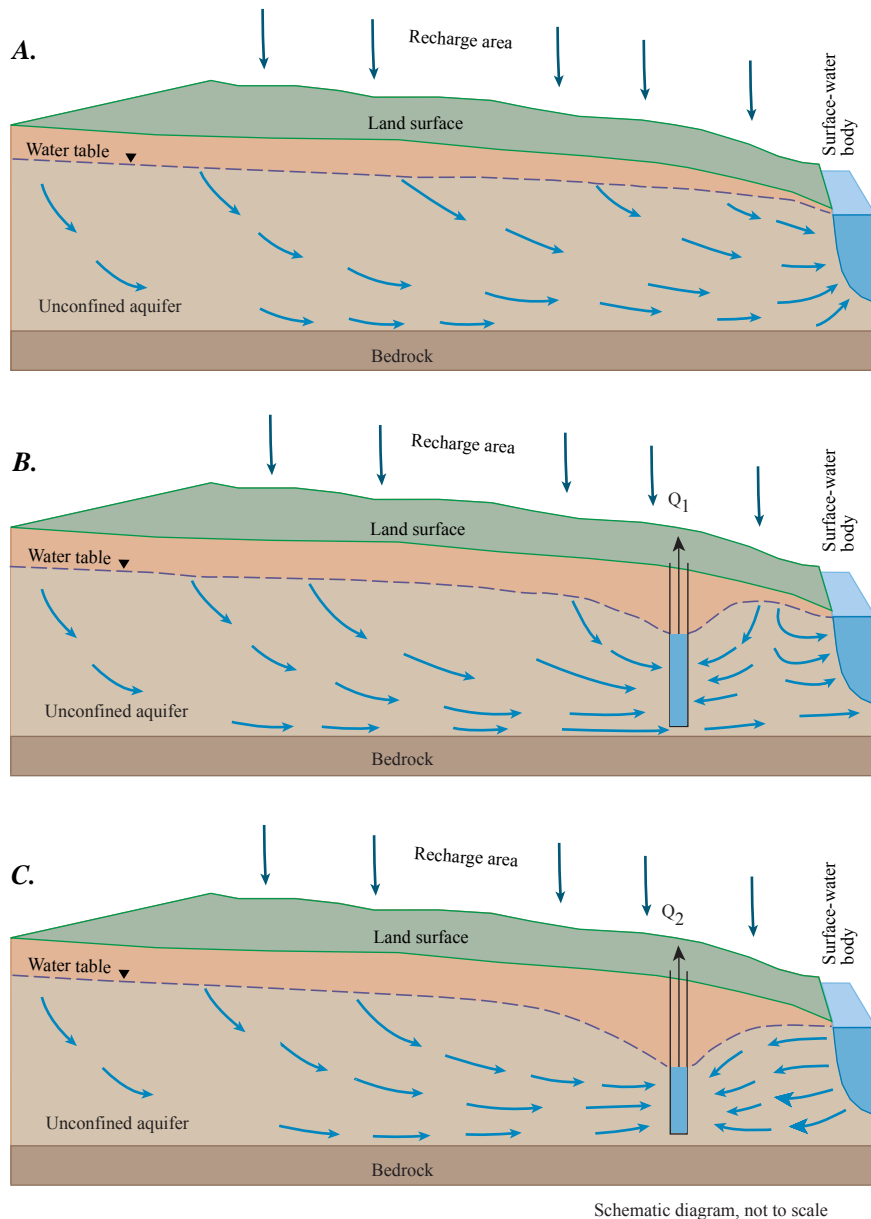 A.
Recharge area
Land surface
Water table
Surface-water
body
Unconfined aquifer
Bedrock
B.
Recharge area
Q1
Land surface
Water table
Surface-water
body
Unconfined aquifer
Bedrock
C.
Recharge area
Q2
Land surface
Water table
Surface-water
body
Unconfined aquifer
Bedrock
Schematic diagram, not to scale